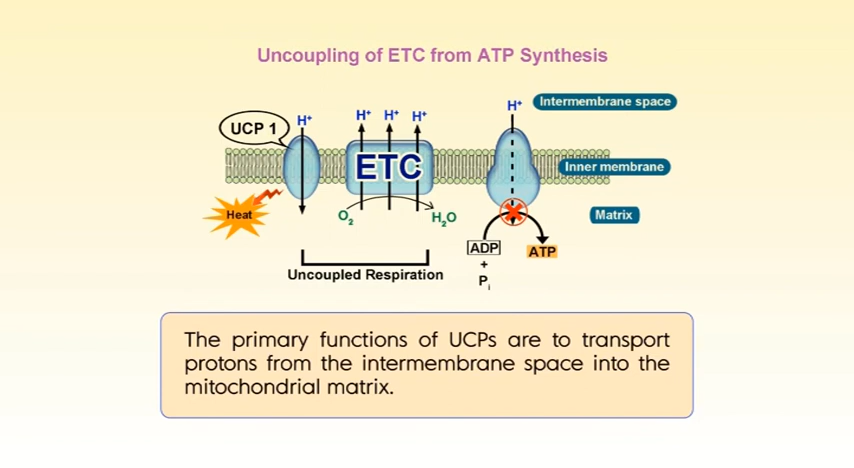 Uncoupling of ETC from ATP Synthesis
UCP 1
H⁺
H⁺ H⁺ H⁺
H⁺
Intermembrane space
ETC
Inner membrane
Heat
O₂
H₂O
Matrix
ADP
+
Pᵢ
ATP
Uncoupled Respiration
The primary functions of UCPs are to transport
protons from the intermembrane space into the
mitochondrial matrix.